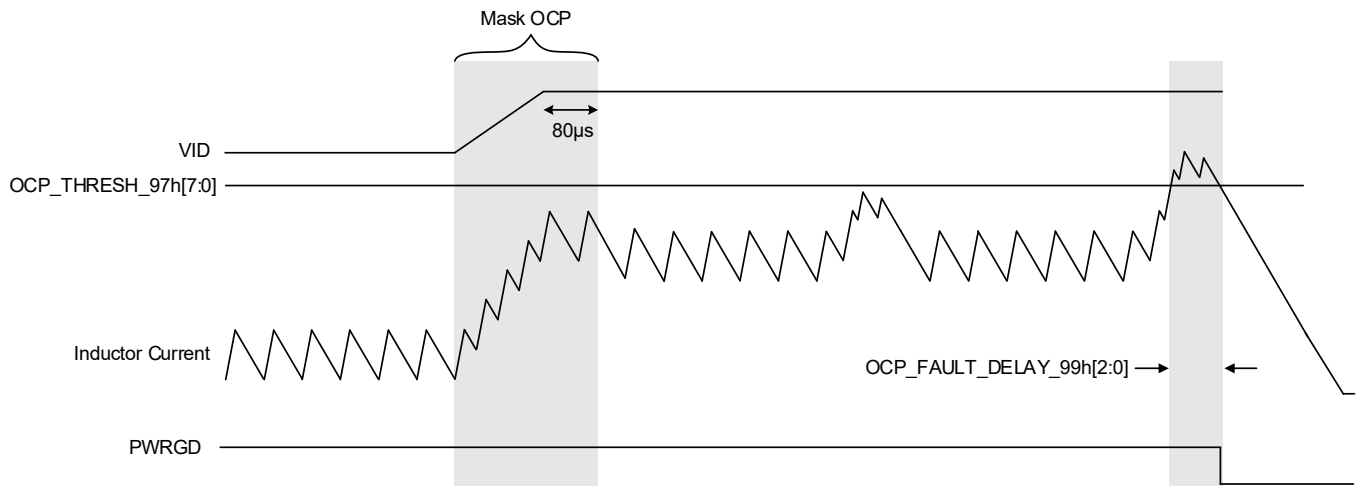 Mask OCP
80µs
VID
OCP_THRESH_97h[7:0]
Inductor Current
OCP_FAULT_DELAY_99h[2:0]
PWRGD